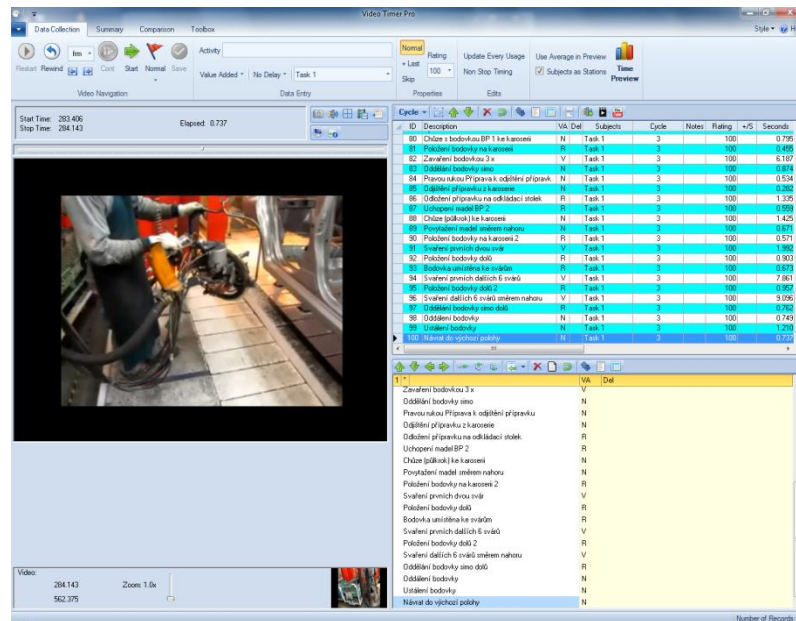 Video Timer Pro
Data Collection Summary Comparison Toolbox Style
Restart Rewind fm Cont Start Normal Save
Activity
Value Added No Delay Task 1
Video Navigation Data Entry
Normal
+ Last
Skip
Rating
100
Update Every Usage
Non Stop Timing
Use Average in Preview
Subjects as Stations
Time Preview
Properties Edits
Start Time: 283.406
Stop Time: 284.143
Elapsed: 0.737
Cycle
ID Description VA Del Subjects Cycle Notes Rating +/S Seconds
80 Chůze s bodovkou BP 1 ke karoserii N Task 1 3 100 0.795
81 Položení bodovky na karoserii R Task 1 3 100 0.455
82 Zavaření bodovkou 3 x V Task 1 3 100 6.187
83 Oddělání bodovky simo N Task 1 3 100 0.874
84 Pravou rukou Příprava k odjištění přípravk N Task 1 3 100 0.534
85 Odjištění přípravku z karoserie N Task 1 3 100 0.282
86 Odložení přípravku na odkládací stolek R Task 1 3 100 1.335
87 Uchopení madel BP 2 R Task 1 3 100 0.559
88 Chůze (půlkrok) ke karoserii N Task 1 3 100 1.425
89 Povytažení madel směrem nahoru N Task 1 3 100 0.671
90 Položení bodovky na karoserii 2 R Task 1 3 100 0.571
91 Svaření prvních dvou svár V Task 1 3 100 1.992
92 Položení bodovky dolů R Task 1 3 100 0.903
93 Bodovka umístěna ke svárům R Task 1 3 100 0.673
94 Svaření prvních dalších 6 svárů V Task 1 3 100 7.861
95 Položení bodovky dolů 2 R Task 1 3 100 0.957
96 Svaření dalších 6 svárů směrem nahoru V Task 1 3 100 9.096
97 Oddělání bodovky simo dolů R Task 1 3 100 0.762
98 Oddálení bodovky N Task 1 3 100 0.749
99 Ustálení bodovky N Task 1 3 100 1.210
100 Návrat do výchozí polohy N Task 1 3 100 0.737
1 * VA Del
Zavaření bodovkou 3 x V
Oddělání bodovky simo N
Pravou rukou Příprava k odjištění přípravku N
Odjištění přípravku z karoserie N
Odložení přípravku na odkládací stolek R
Uchopení madel BP 2 R
Chůze (půlkrok) ke karoserii N
Povytažení madel směrem nahoru N
Položení bodovky na karoserii 2 R
Svaření prvních dvou svár V
Položení bodovky dolů R
Bodovka umístěna ke svárům R
Svaření prvních dalších 6 svárů V
Položení bodovky dolů 2 R
Svaření dalších 6 svárů směrem nahoru V
Oddělání bodovky simo dolů R
Oddálení bodovky N
Ustálení bodovky N
Návrat do výchozí polohy N
Video:
284.143 Zoom: 1.0x
562.375
Number of Records